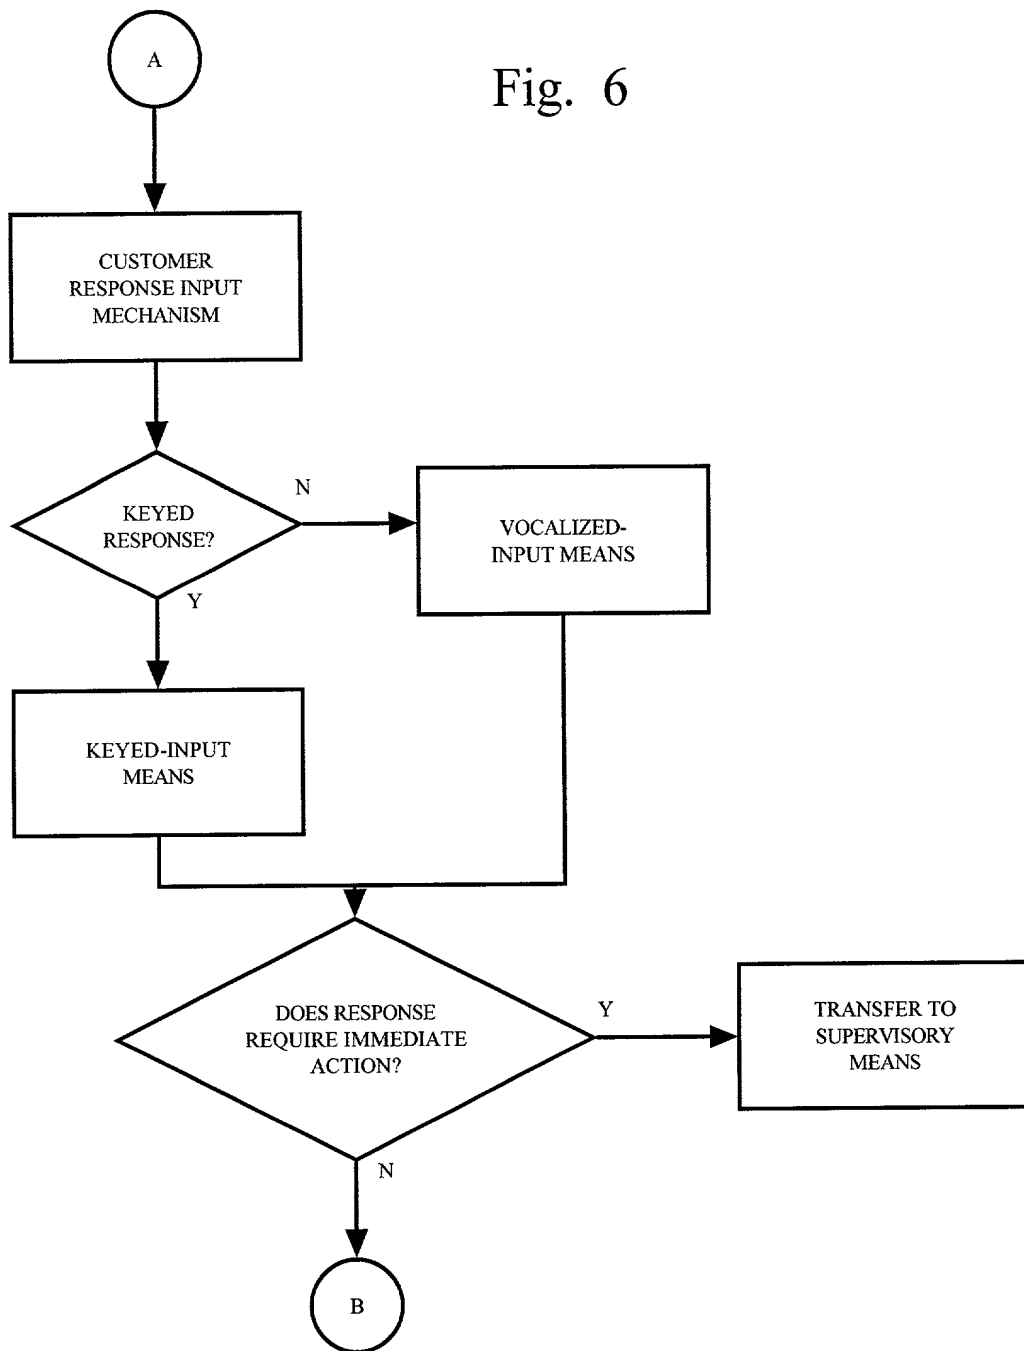 A
Fig. 6
CUSTOMER
RESPONSE INPUT
MECHANISM
N
KEYED
RESPONSE?
VOCALIZED-
INPUT MEANS
Y
KEYED-INPUT
MEANS
DOES RESPONSE
REQUIRE IMMEDIATE
ACTION?
Y
TRANSFER TO
SUPERVISORY
MEANS
N
B